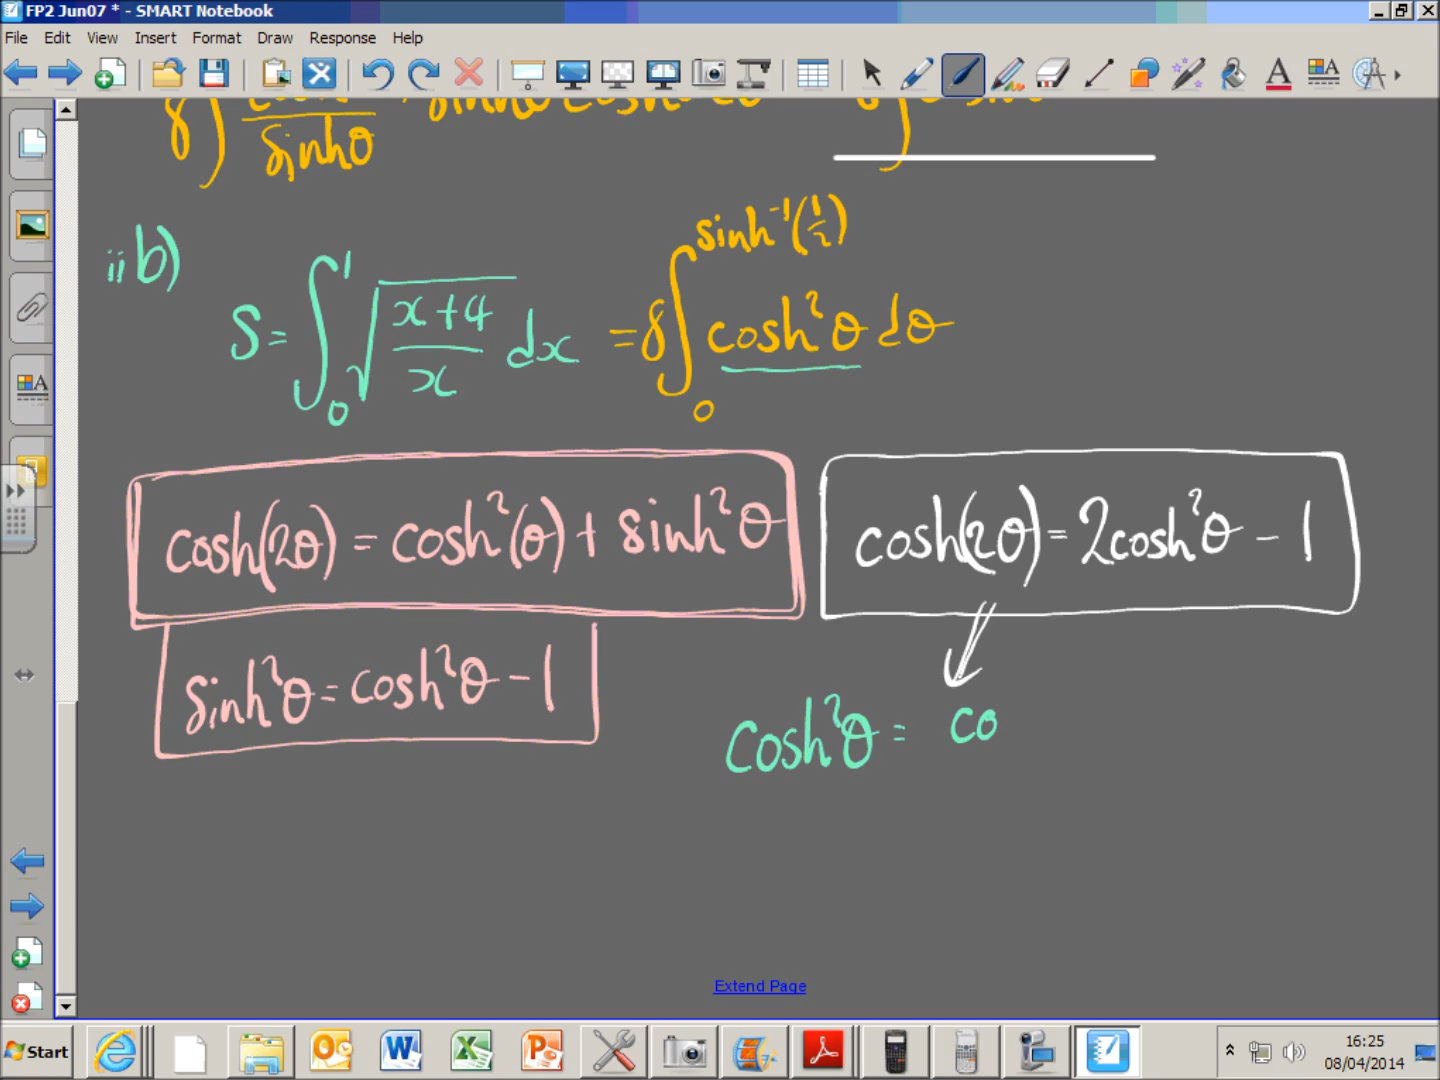 FP2 Jun07 * - SMART Notebook
File Edit View Insert Format Draw Response Help
sinhθ
ii b)
S = ∫₀¹ √((x+4)/x) dx = 8 ∫₀^(sinh⁻¹(1/2)) cosh²θ dθ
cosh(2θ) = cosh²(θ) + sinh²θ
cosh(2θ) = 2cosh²θ - 1
sinh²θ = cosh²θ - 1
cosh²θ = co
Extend Page
Start
16:25
08/04/2014